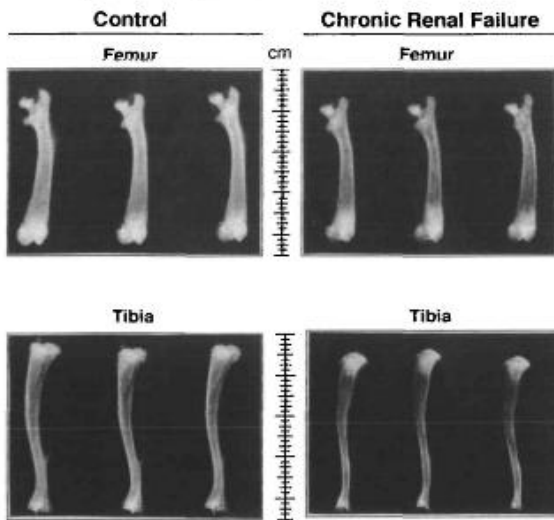 Control
Chronic Renal Failure
Femur
cm
Femur
Tibia
Tibia